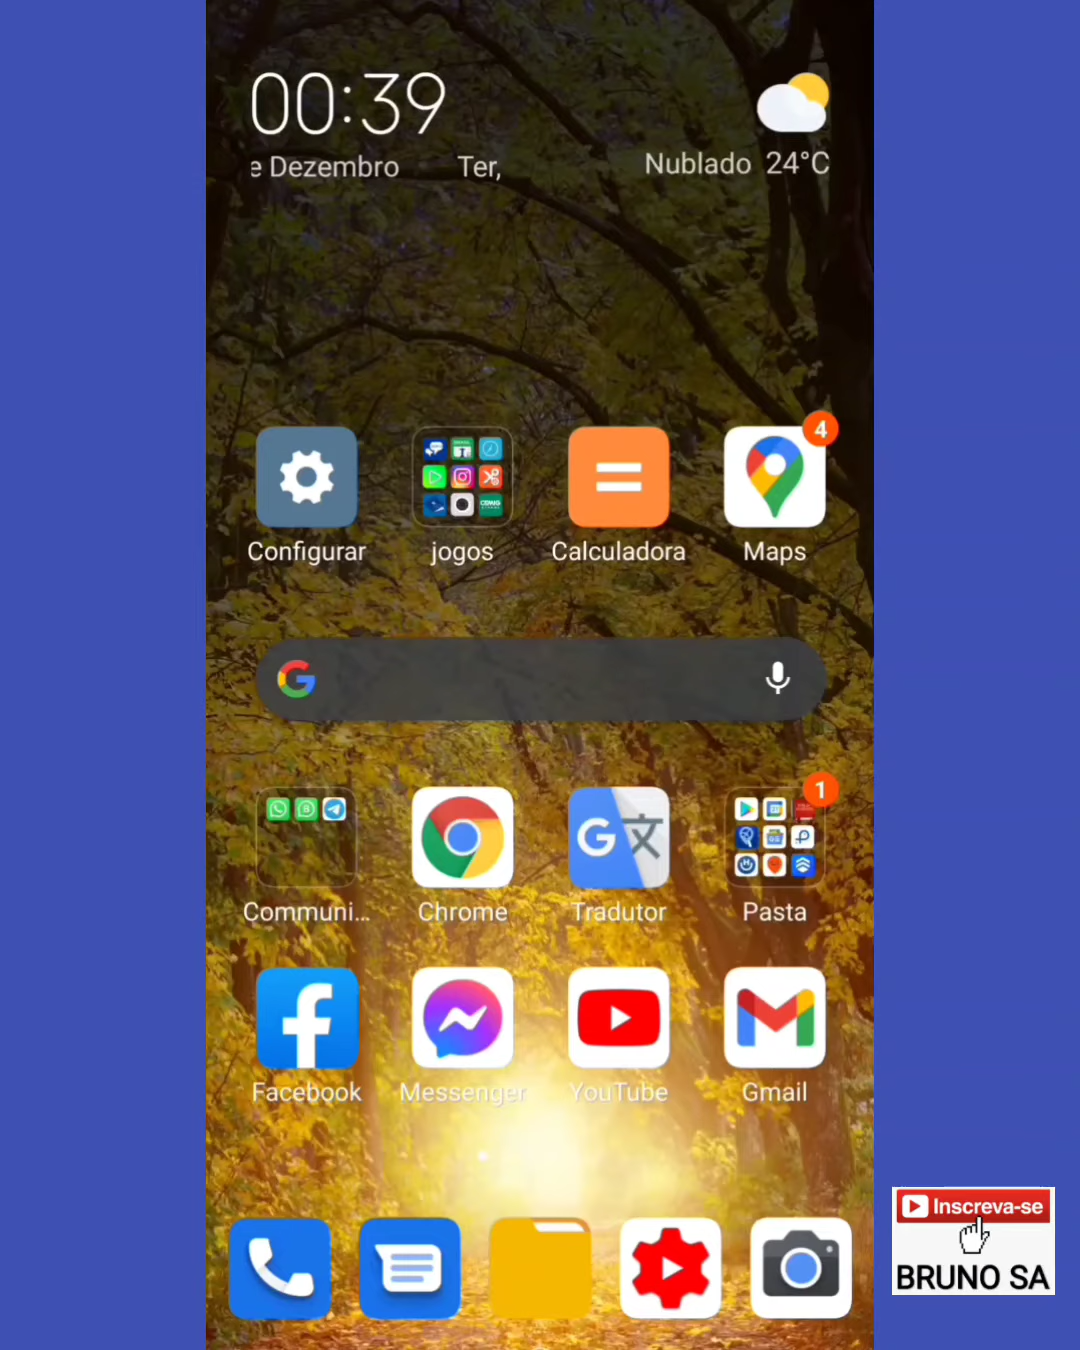 00:39
e Dezembro Ter,
Nublado 24°C
4
Configurar jogos Calculadora Maps
1
Communi... Chrome Tradutor Pasta
Facebook Messenger YouTube Gmail
Inscreva-se
BRUNO SA